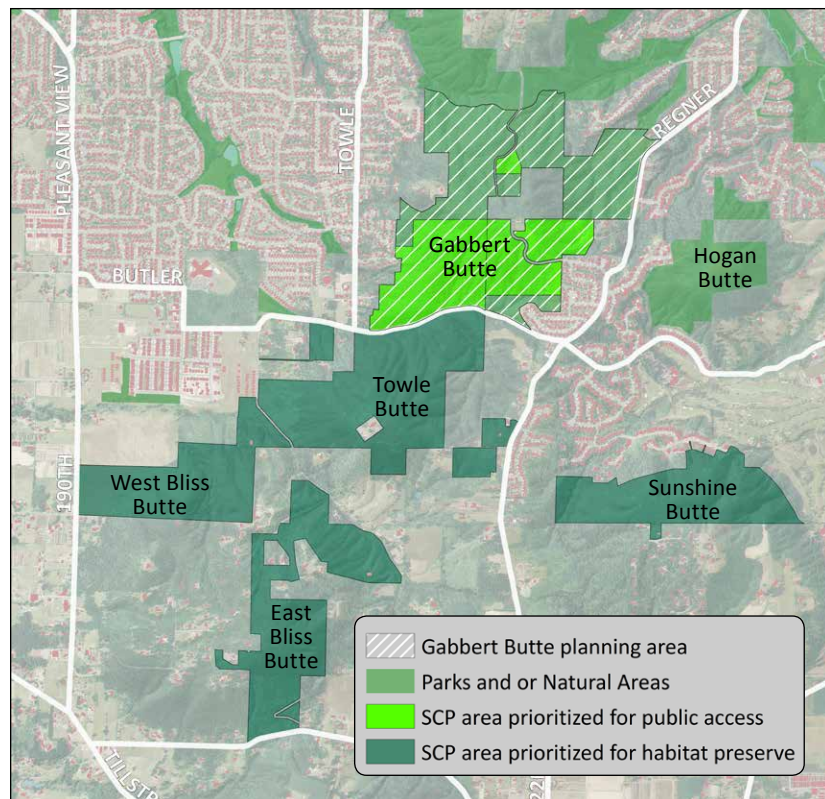 PLEASANT VIEW
TOWLE
REGNER
Gabbert
Butte
Hogan
Butte
BUTLER
Towle
Butte
190TH
West Bliss
Butte
Sunshine
Butte
East
Bliss
Butte
Gabbert Butte planning area
Parks and or Natural Areas
SCP area prioritized for public access
SCP area prioritized for habitat preserve
TILLSTR